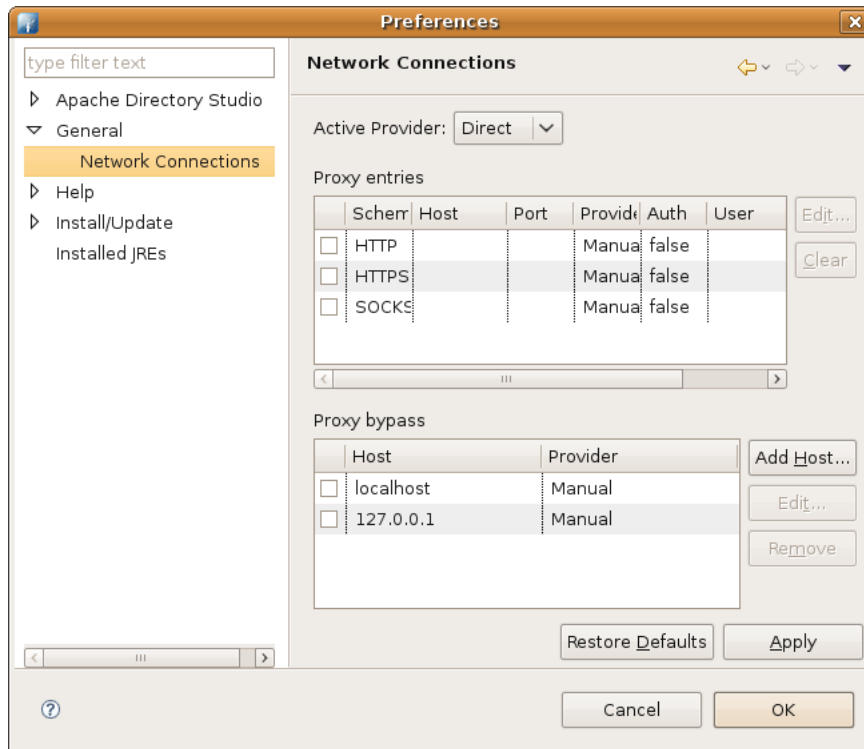 Preferences
type filter text
Apache Directory Studio
General
Network Connections
Help
Install/Update
Installed JREs
Network Connections
Active Provider: Direct
Proxy entries
Schem Host Port Provide Auth User
HTTP Manua false
HTTPS Manua false
SOCKS Manua false
Edit...
Clear
Proxy bypass
Host Provider
localhost Manual
127.0.0.1 Manual
Add Host...
Edit...
Remove
Restore Defaults Apply
Cancel OK